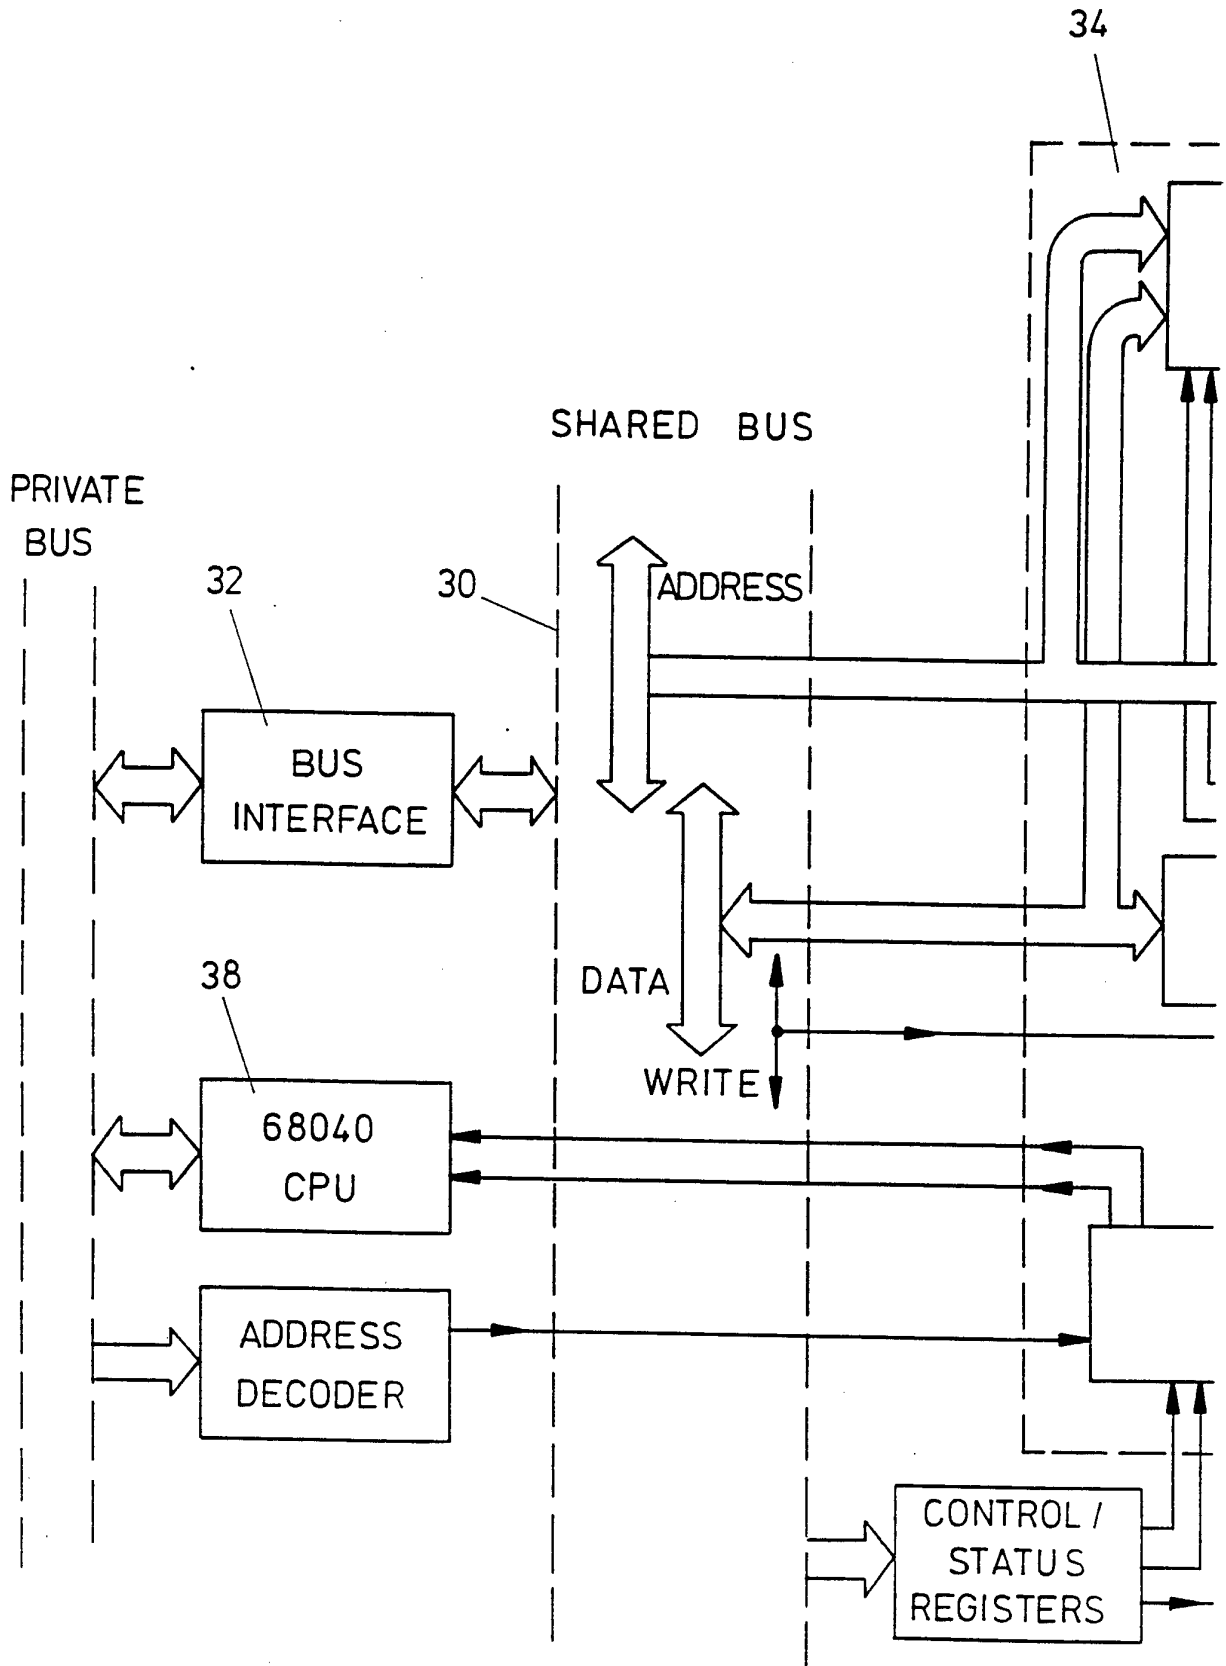 34
SHARED BUS
PRIVATE
BUS
32
30
ADDRESS
BUS
INTERFACE
38
DATA
WRITE
68040
CPU
ADDRESS
DECODER
CONTROL /
STATUS
REGISTERS